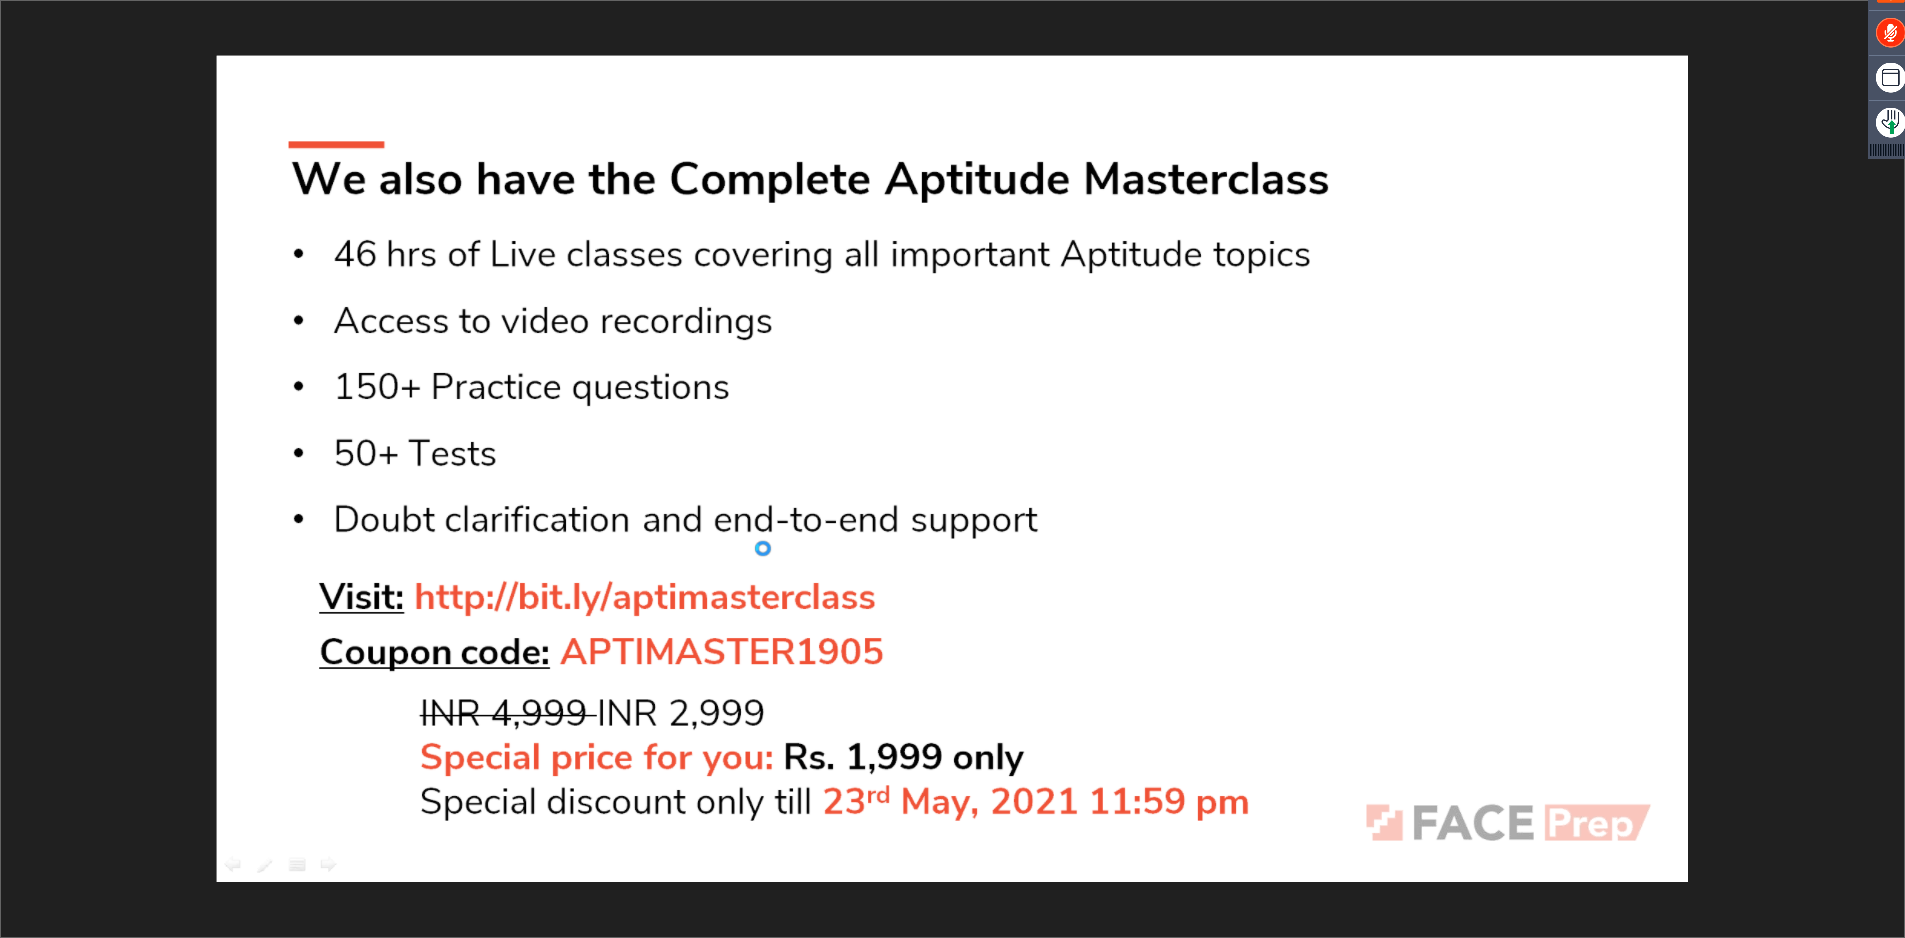 We also have the Complete Aptitude Masterclass
• 46 hrs of Live classes covering all important Aptitude topics
• Access to video recordings
• 150+ Practice questions
• 50+ Tests
• Doubt clarification and end-to-end support
Visit: http://bit.ly/aptimasterclass
Coupon code: APTIMASTER1905
INR 4,999 INR 2,999
Special price for you: Rs. 1,999 only
Special discount only till 23rd May, 2021 11:59 pm
FACE Prep